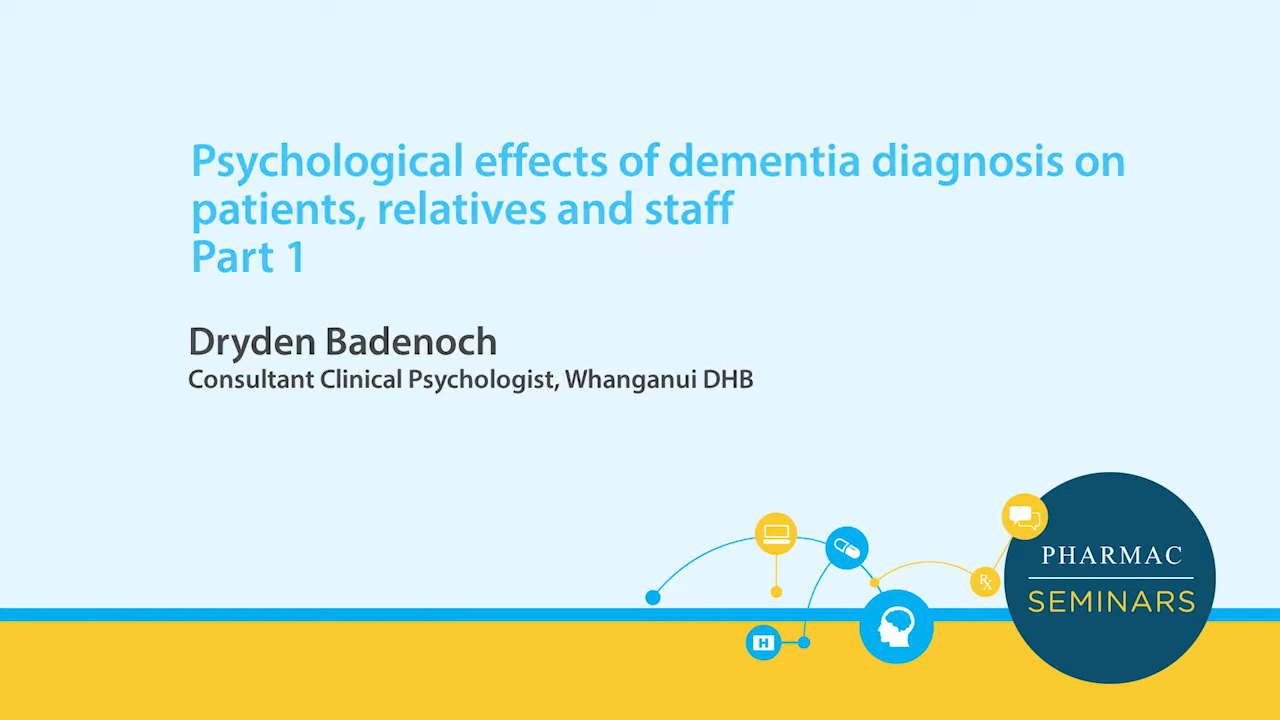 Psychological effects of dementia diagnosis on
patients, relatives and staff
Part 1
Dryden Badenoch
Consultant Clinical Psychologist, Whanganui DHB
PHARMAC
SEMINARS
Rx
H